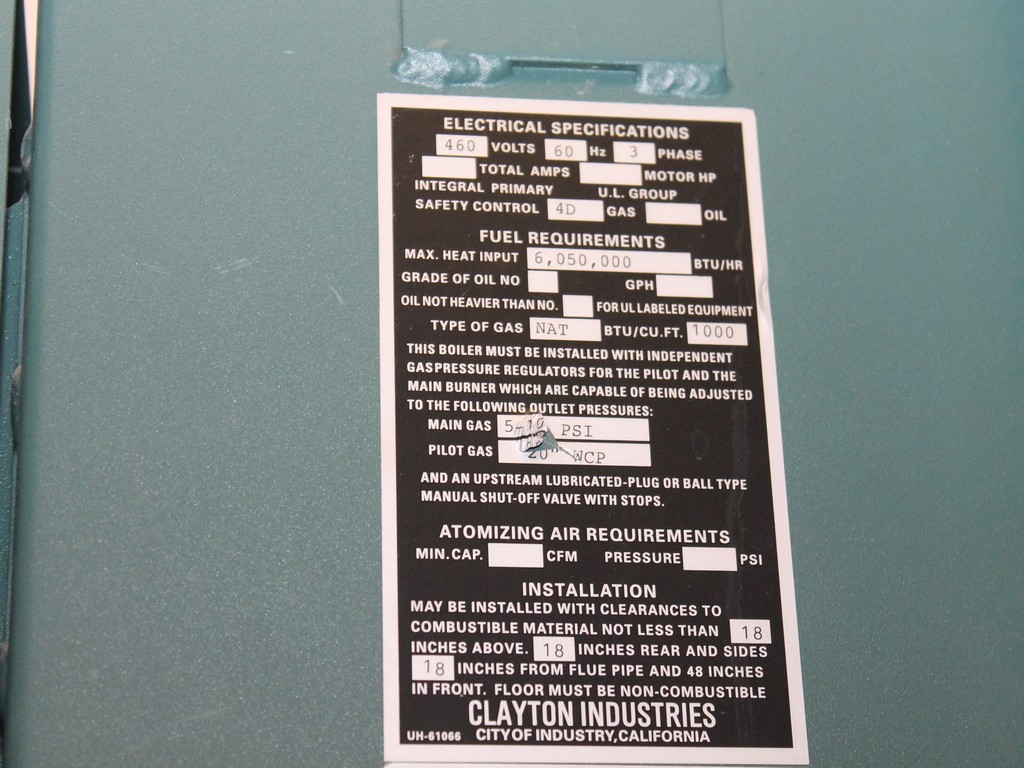 ELECTRICAL SPECIFICATIONS
460 VOLTS 60 Hz 3 PHASE
TOTAL AMPS MOTOR HP
INTEGRAL PRIMARY U.L. GROUP
SAFETY CONTROL 4D GAS OIL
FUEL REQUIREMENTS
MAX. HEAT INPUT 6,050,000 BTU/HR
GRADE OF OIL NO GPH
OIL NOT HEAVIER THAN NO. FOR UL LABELED EQUIPMENT
TYPE OF GAS NAT BTU/CU.FT. 1000
THIS BOILER MUST BE INSTALLED WITH INDEPENDENT
GAS PRESSURE REGULATORS FOR THE PILOT AND THE
MAIN BURNER WHICH ARE CAPABLE OF BEING ADJUSTED
TO THE FOLLOWING OUTLET PRESSURES:
MAIN GAS 5-10 PSI
PILOT GAS 20" WCP
AND AN UPSTREAM LUBRICATED-PLUG OR BALL TYPE
MANUAL SHUT-OFF VALVE WITH STOPS.
ATOMIZING AIR REQUIREMENTS
MIN. CAP. CFM PRESSURE PSI
INSTALLATION
MAY BE INSTALLED WITH CLEARANCES TO
COMBUSTIBLE MATERIAL NOT LESS THAN 18
INCHES ABOVE. 18 INCHES REAR AND SIDES
18 INCHES FROM FLUE PIPE AND 48 INCHES
IN FRONT. FLOOR MUST BE NON-COMBUSTIBLE
CLAYTON INDUSTRIES
UH-61066 CITY OF INDUSTRY, CALIFORNIA